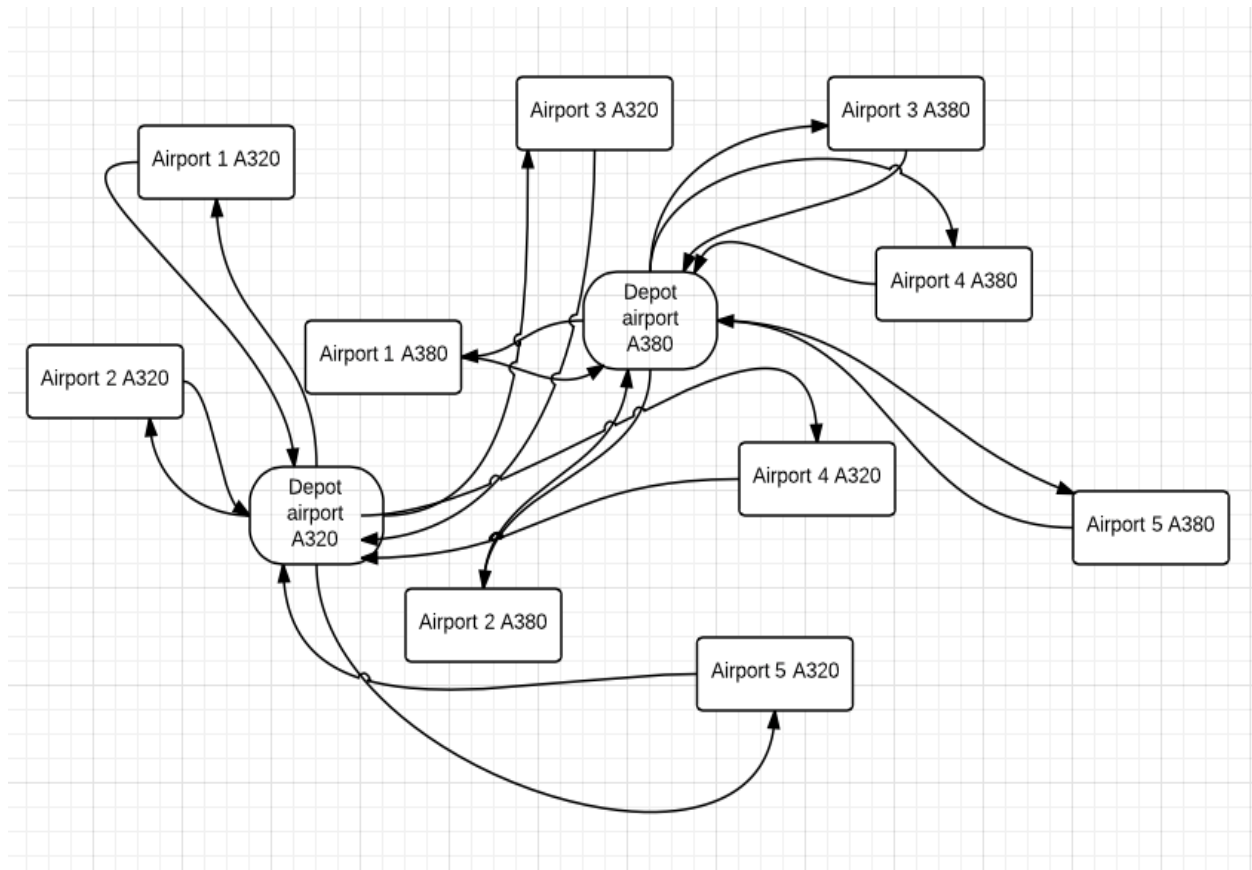 Airport 3 A320
Airport 3 A380
Airport 1 A320
Airport 4 A380
Depot
airport
A380
Airport 1 A380
Airport 2 A320
Airport 4 A320
Depot
airport
A320
Airport 5 A380
Airport 2 A380
Airport 5 A320